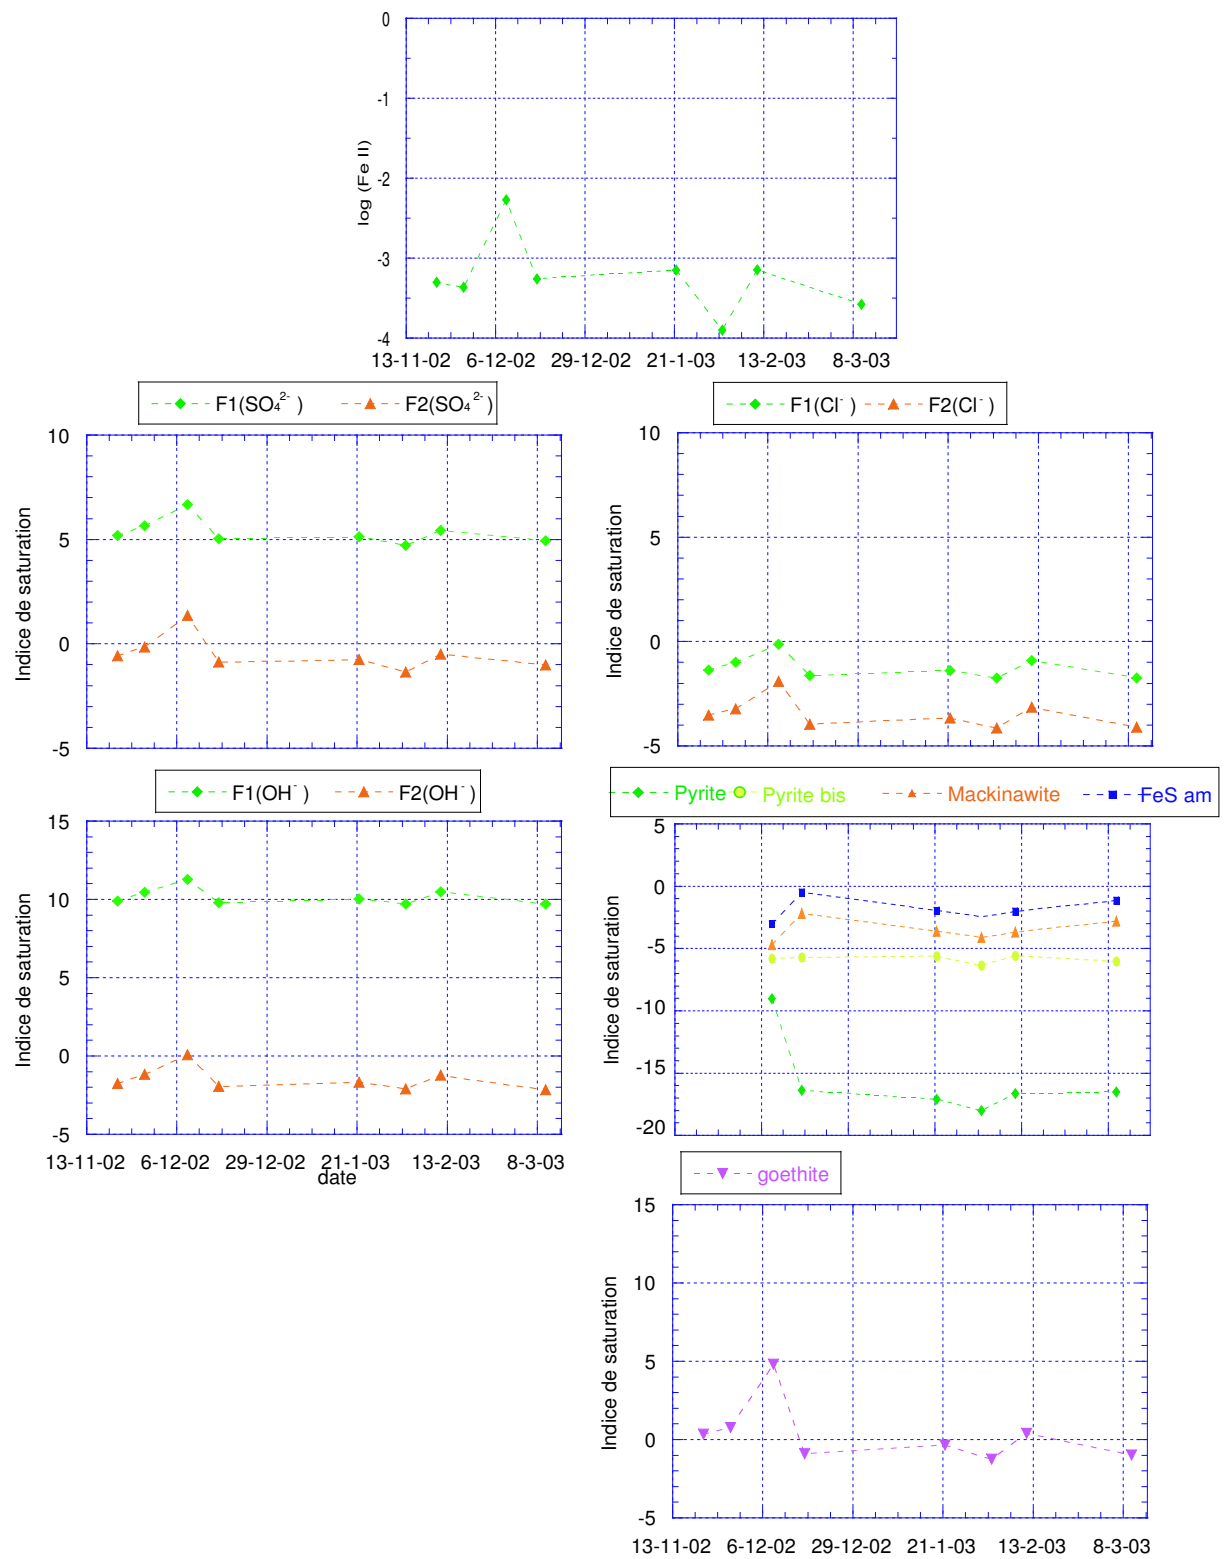 0
-1
-2
-3
-4
log (Fe II)
13-11-02 6-12-02 29-12-02 21-1-03 13-2-03 8-3-03
F1(SO₄²⁻) F2(SO₄²⁻)
10
5
0
-5
Indice de saturation
F1(Cl⁻) F2(Cl⁻)
10
5
0
-5
Indice de saturation
F1(OH⁻) F2(OH⁻)
15
10
5
0
-5
Indice de saturation
13-11-02 6-12-02 29-12-02 21-1-03 13-2-03 8-3-03
date
Pyrite Pyrite bis Mackinawite FeS am
5
0
-5
-10
-15
-20
Indice de saturation
goethite
15
10
5
0
-5
Indice de saturation
13-11-02 6-12-02 29-12-02 21-1-03 13-2-03 8-3-03